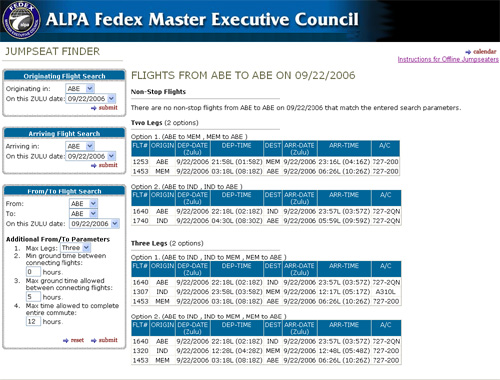 FEDEX
ALPA
ALPA Fedex Master Executive Council
JUMPSEAT FINDER
calendar
Instructions for Offline Jumpseaters
Originating Flight Search
Originating in: ABE
On this ZULU date: 09/22/2006
submit
Arriving Flight Search
Arriving in: ABE
On this ZULU date: 09/22/2006
submit
From/To Flight Search
From: ABE
To: ABE
On this ZULU date: 09/22/2006
Additional From/To Parameters
1. Max Legs: Three
2. Min ground time between
connecting flights:
0 hours.
3. Max ground time allowed
between connecting flights:
5 hours.
4. Max time allowed to complete
entire commute:
12 hours.
reset submit
FLIGHTS FROM ABE TO ABE ON 09/22/2006
Non-Stop Flights
There are no non-stop flights from ABE to ABE on 09/22/2006 that match the entered search parameters.
Two Legs (2 options)
Option 1. (ABE to MEM , MEM to ABE )
FLT# ORIGIN DEP-DATE (Zulu) DEP-TIME DEST ARR-DATE (Zulu) ARR-TIME A/C
1253 ABE 9/22/2006 21:58L (01:58Z) MEM 9/22/2006 23:16L (04:16Z) 727-200
1453 MEM 9/22/2006 03:18L (08:18Z) ABE 9/22/2006 06:26L (10:26Z) 727-200
Option 2. (ABE to IND , IND to ABE )
FLT# ORIGIN DEP-DATE (Zulu) DEP-TIME DEST ARR-DATE (Zulu) ARR-TIME A/C
1640 ABE 9/22/2006 22:18L (02:18Z) IND 9/22/2006 23:57L (03:57Z) 727-2QN
1740 IND 9/22/2006 04:30L (08:30Z) ABE 9/22/2006 05:59L (09:59Z) 727-2QN
Three Legs (2 options)
Option 1. (ABE to IND , IND to MEM , MEM to ABE )
FLT# ORIGIN DEP-DATE (Zulu) DEP-TIME DEST ARR-DATE (Zulu) ARR-TIME A/C
1640 ABE 9/22/2006 22:18L (02:18Z) IND 9/22/2006 23:57L (03:57Z) 727-2QN
1307 IND 9/22/2006 23:58L (03:58Z) MEM 9/22/2006 12:17L (05:17Z) A310L
1453 MEM 9/22/2006 03:18L (08:18Z) ABE 9/22/2006 06:26L (10:26Z) 727-200
Option 2. (ABE to IND , IND to MEM , MEM to ABE )
FLT# ORIGIN DEP-DATE (Zulu) DEP-TIME DEST ARR-DATE (Zulu) ARR-TIME A/C
1640 ABE 9/22/2006 22:18L (02:18Z) IND 9/22/2006 23:57L (03:57Z) 727-2QN
1320 IND 9/22/2006 12:28L (04:28Z) MEM 9/22/2006 12:48L (05:48Z) 727-200
1453 MEM 9/22/2006 03:18L (08:18Z) ABE 9/22/2006 06:26L (10:26Z) 727-200